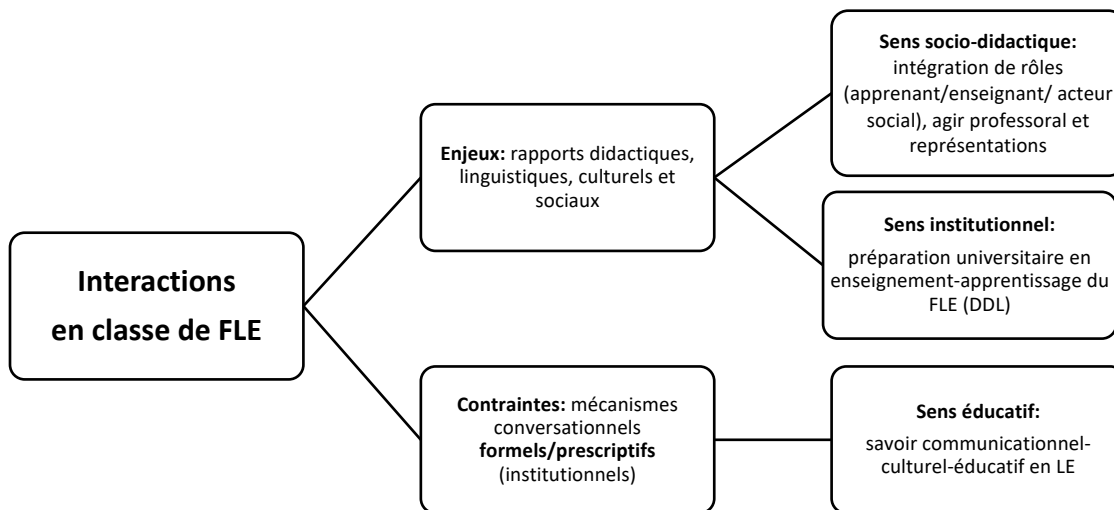 Interactions
en classe de FLE
Enjeux: rapports didactiques,
linguistiques, culturels et
sociaux
Contraintes: mécanismes
conversationnels
formels/prescriptifs
(institutionnels)
Sens socio-didactique:
intégration de rôles
(apprenant/enseignant/ acteur
social), agir professoral et
représentations
Sens institutionnel:
préparation universitaire en
enseignement-apprentissage du
FLE (DDL)
Sens éducatif:
savoir communicationnel-
culturel-éducatif en LE